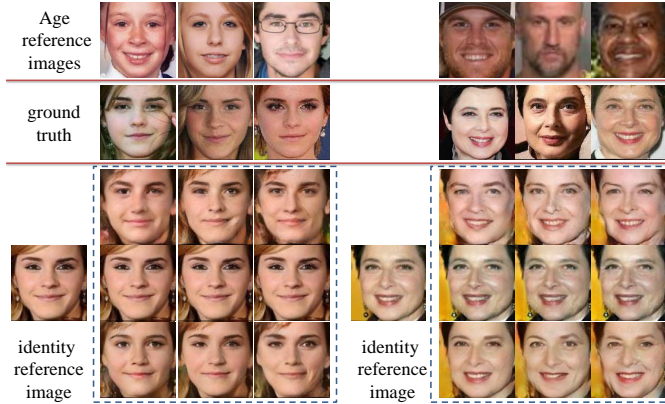 Age
reference
images
ground
truth
identity
reference
image
identity
reference
image